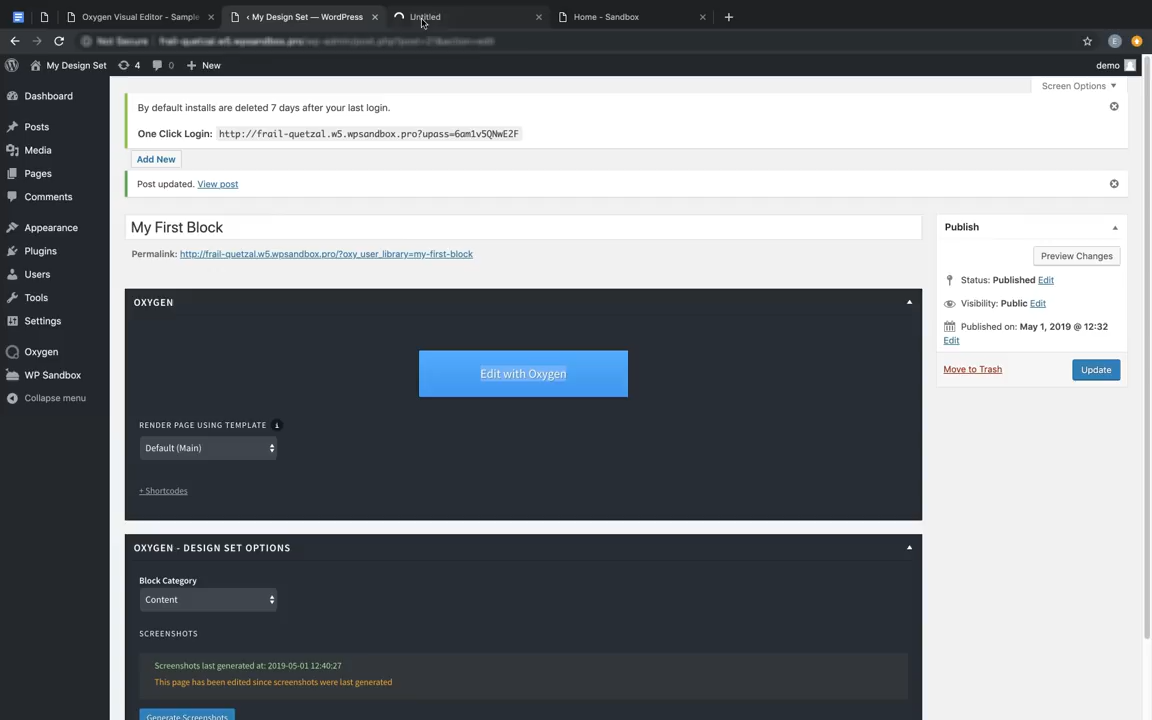 Oxygen Visual Editor - Sample
‹ My Design Set — WordPress
Untitled
Home - Sandbox
Not Secure
My Design Set
4
0
New
demo
Screen Options
Dashboard
Posts
Media
Pages
Comments
Appearance
Plugins
Users
Tools
Settings
Oxygen
WP Sandbox
Collapse menu
By default installs are deleted 7 days after your last login.
One Click Login: http://frail-quetzal.w5.wpsandbox.pro?upass=6am1v5QNwEZF
Add New
Post updated. View post
My First Block
Permalink: http://frail-quetzal.w5.wpsandbox.pro/?oxy_user_library=my-first-block
OXYGEN
Edit with Oxygen
RENDER PAGE USING TEMPLATE
Default (Main)
+ Shortcodes
OXYGEN - DESIGN SET OPTIONS
Block Category
Content
SCREENSHOTS
Screenshots last generated at: 2019-05-01 12:40:27
This page has been edited since screenshots were last generated
Generate Screenshots
Publish
Preview Changes
Status: Published Edit
Visibility: Public Edit
Published on: May 1, 2019 @ 12:32
Edit
Move to Trash
Update